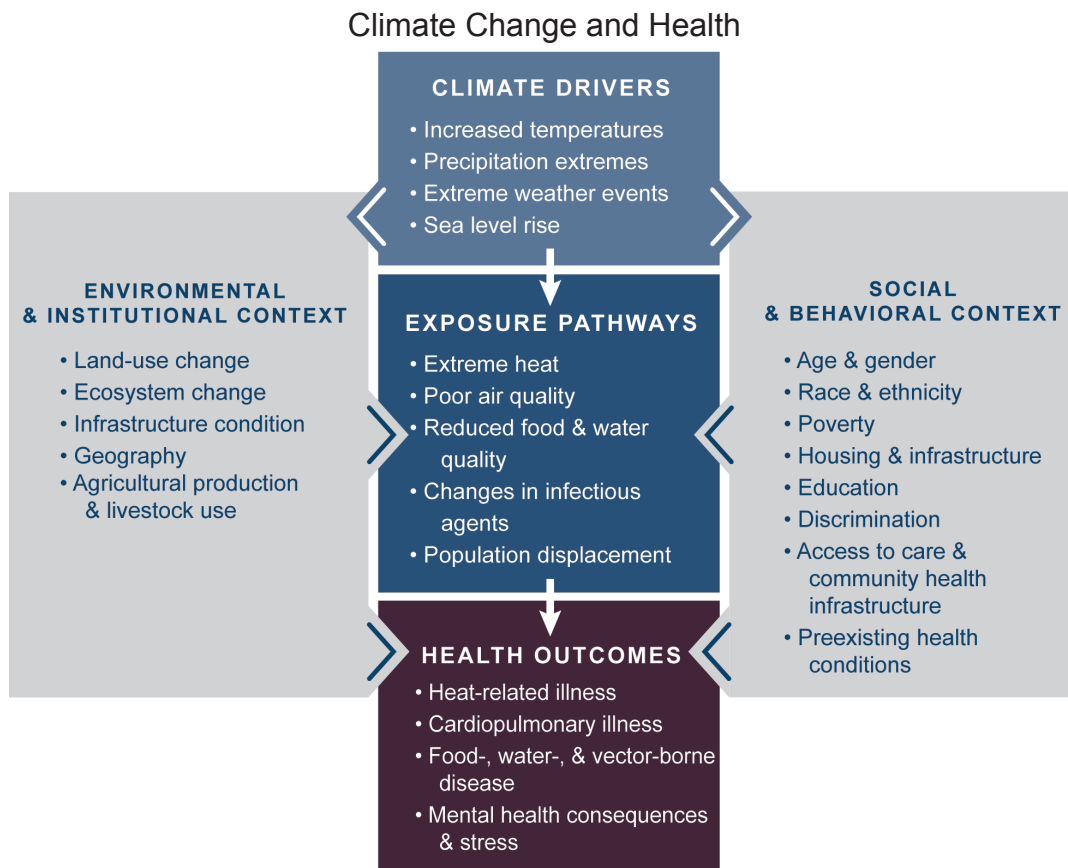 Climate Change and Health
CLIMATE DRIVERS
• Increased temperatures
• Precipitation extremes
• Extreme weather events
• Sea level rise
ENVIRONMENTAL
& INSTITUTIONAL CONTEXT
• Land-use change
• Ecosystem change
• Infrastructure condition
• Geography
• Agricultural production
& livestock use
EXPOSURE PATHWAYS
• Extreme heat
• Poor air quality
• Reduced food & water
quality
• Changes in infectious
agents
• Population displacement
SOCIAL
& BEHAVIORAL CONTEXT
• Age & gender
• Race & ethnicity
• Poverty
• Housing & infrastructure
• Education
• Discrimination
• Access to care &
community health
infrastructure
• Preexisting health
conditions
HEALTH OUTCOMES
• Heat-related illness
• Cardiopulmonary illness
• Food-, water-, & vector-borne
disease
• Mental health consequences
& stress